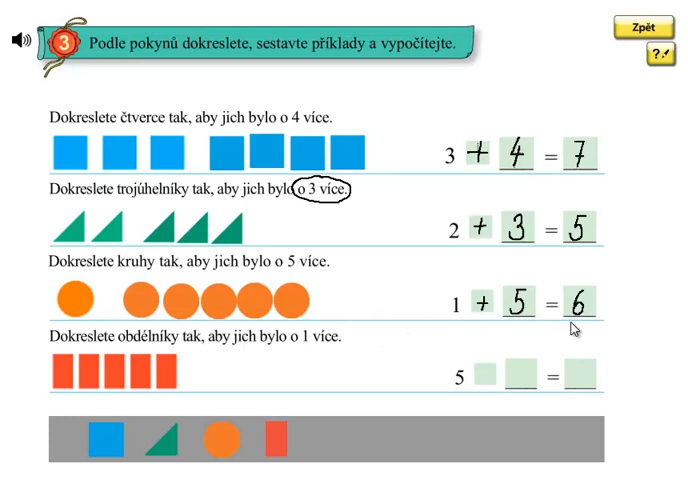 Zpět
3 Podle pokynů dokreslete, sestavte příklady a vypočítejte.
?
Dokreslete čtverce tak, aby jich bylo o 4 více.
3 + 4 = 7
Dokreslete trojúhelníky tak, aby jich bylo o 3 více.
2 + 3 = 5
Dokreslete kruhy tak, aby jich bylo o 5 více.
1 + 5 = 6
Dokreslete obdélníky tak, aby jich bylo o 1 více.
5 =